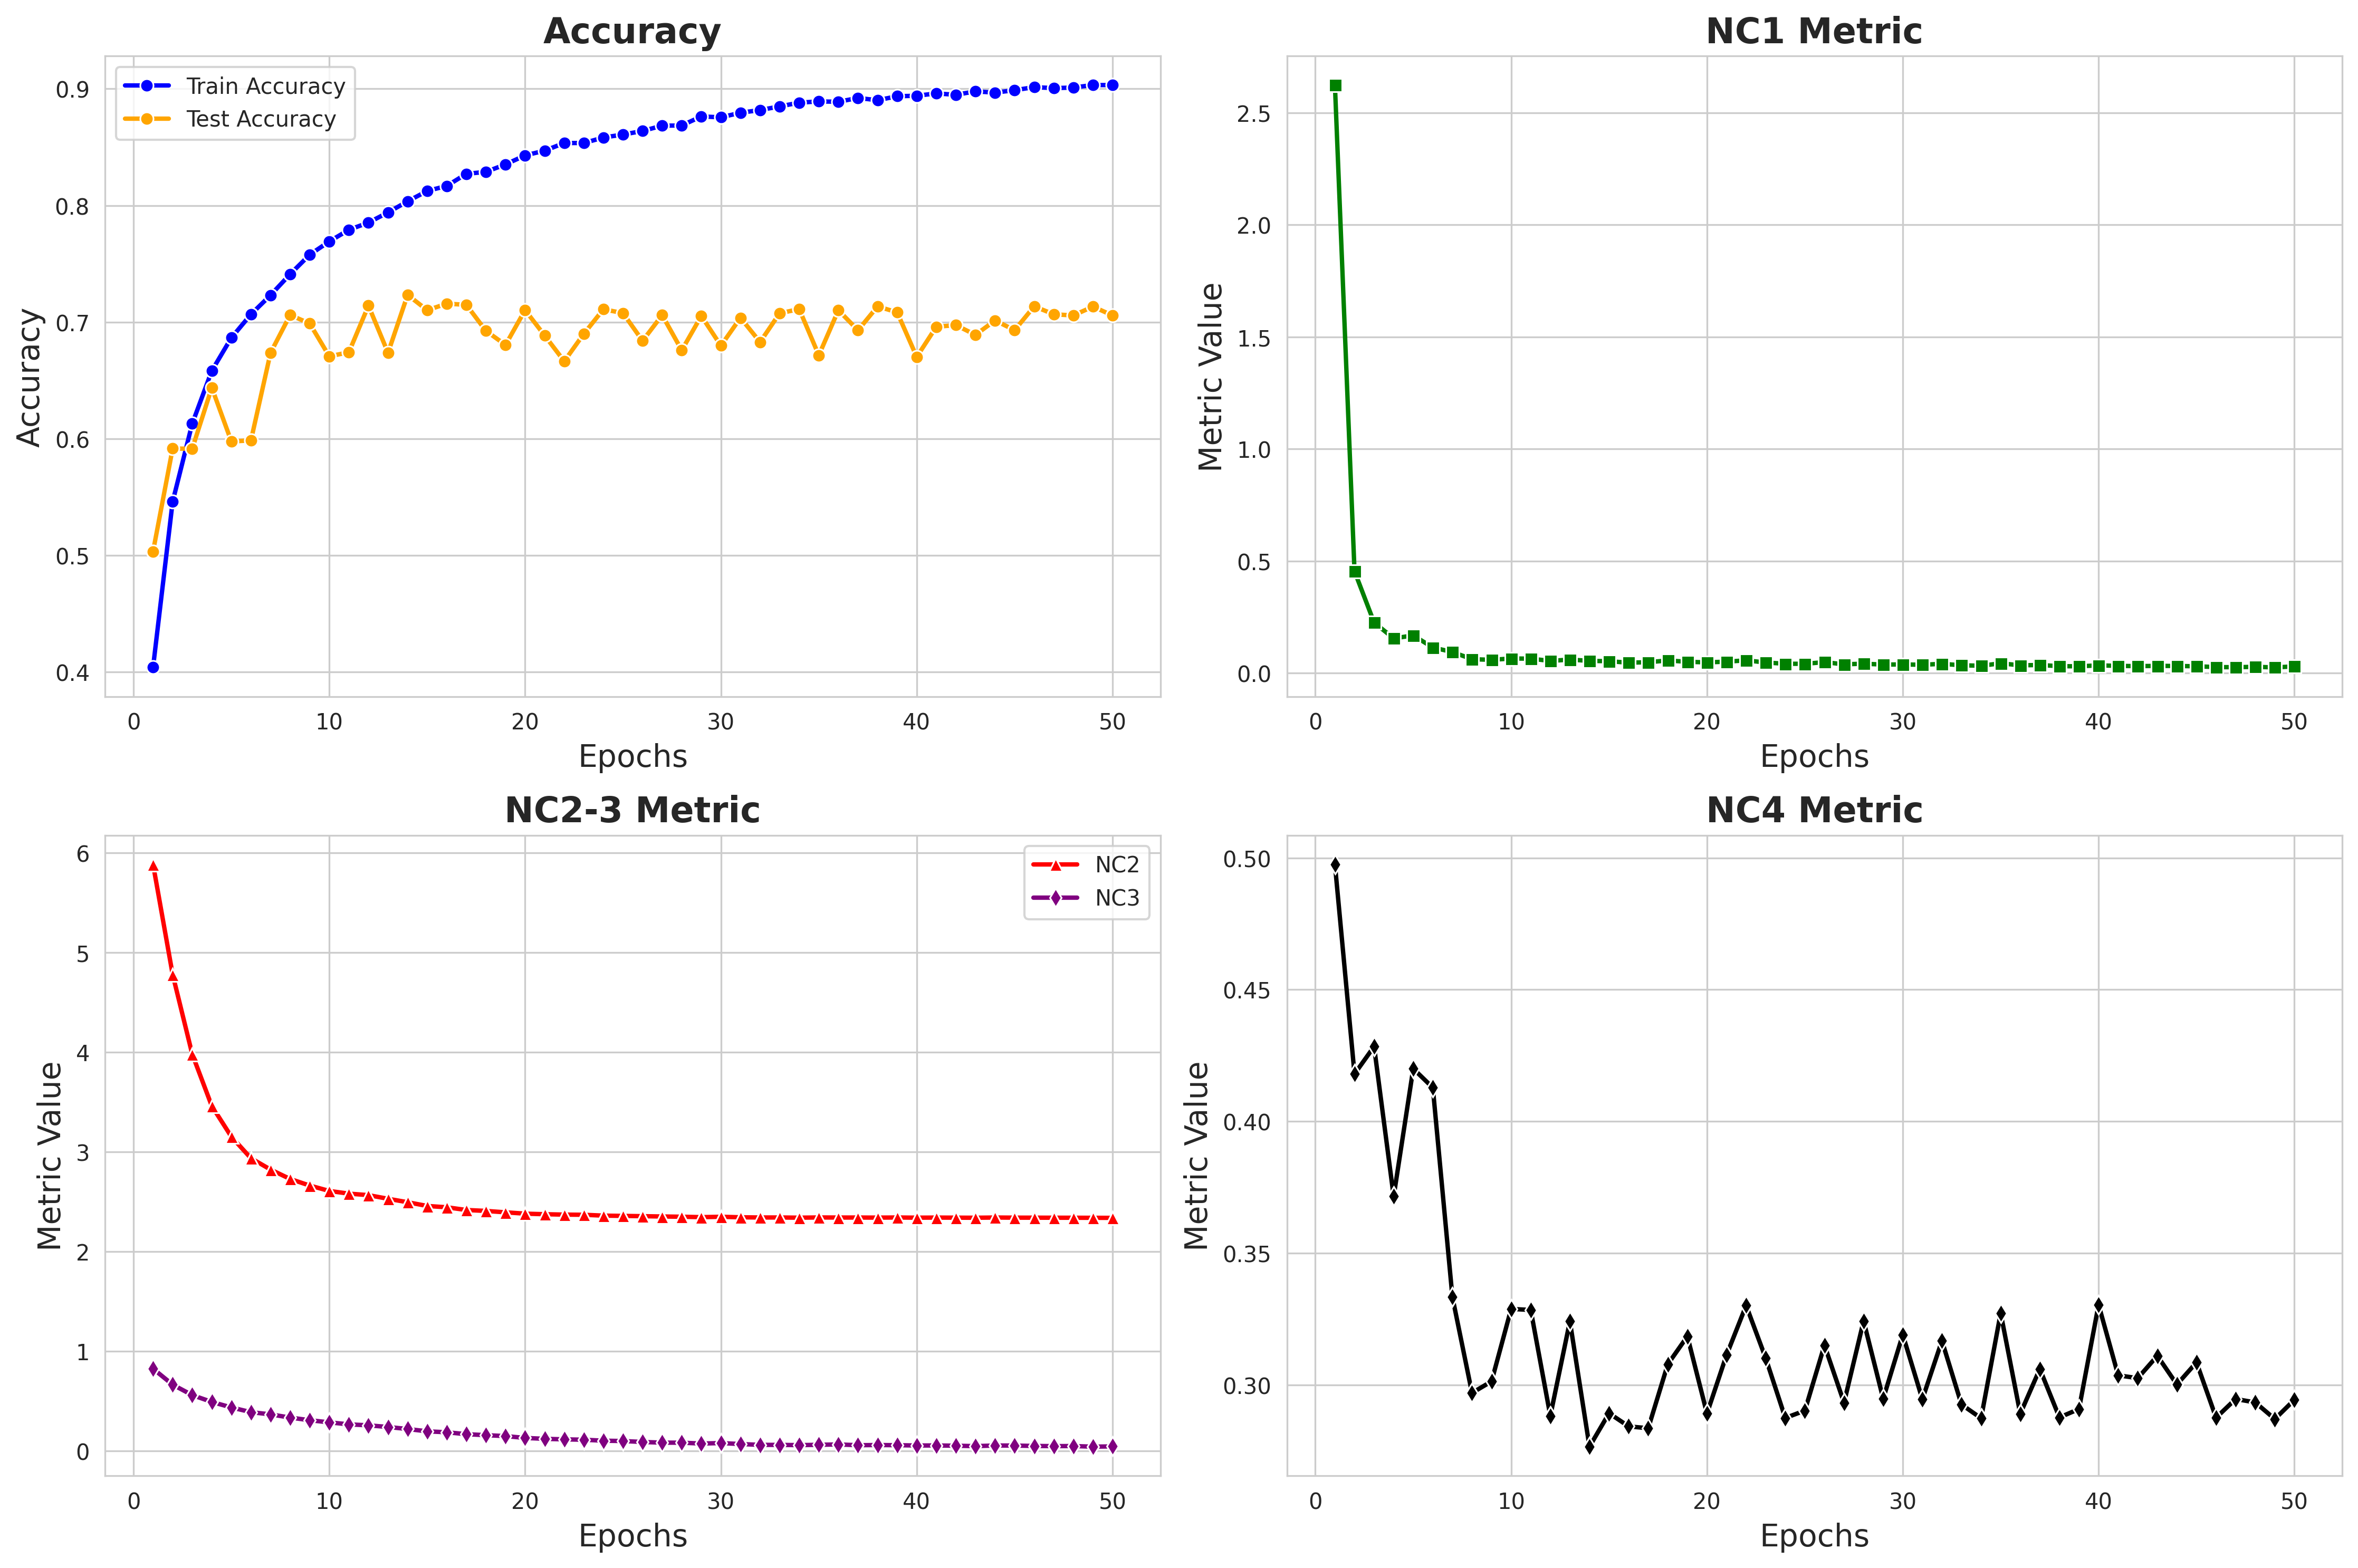 Accuracy
Train Accuracy
Test Accuracy
Accuracy
0.9
0.8
0.7
0.6
0.5
0.4
0 10 20 30 40 50
Epochs
NC1 Metric
Metric Value
2.5
2.0
1.5
1.0
0.5
0.0
0 10 20 30 40 50
Epochs
NC2-3 Metric
NC2
NC3
Metric Value
6
5
4
3
2
1
0
0 10 20 30 40 50
Epochs
NC4 Metric
Metric Value
0.50
0.45
0.40
0.35
0.30
0 10 20 30 40 50
Epochs